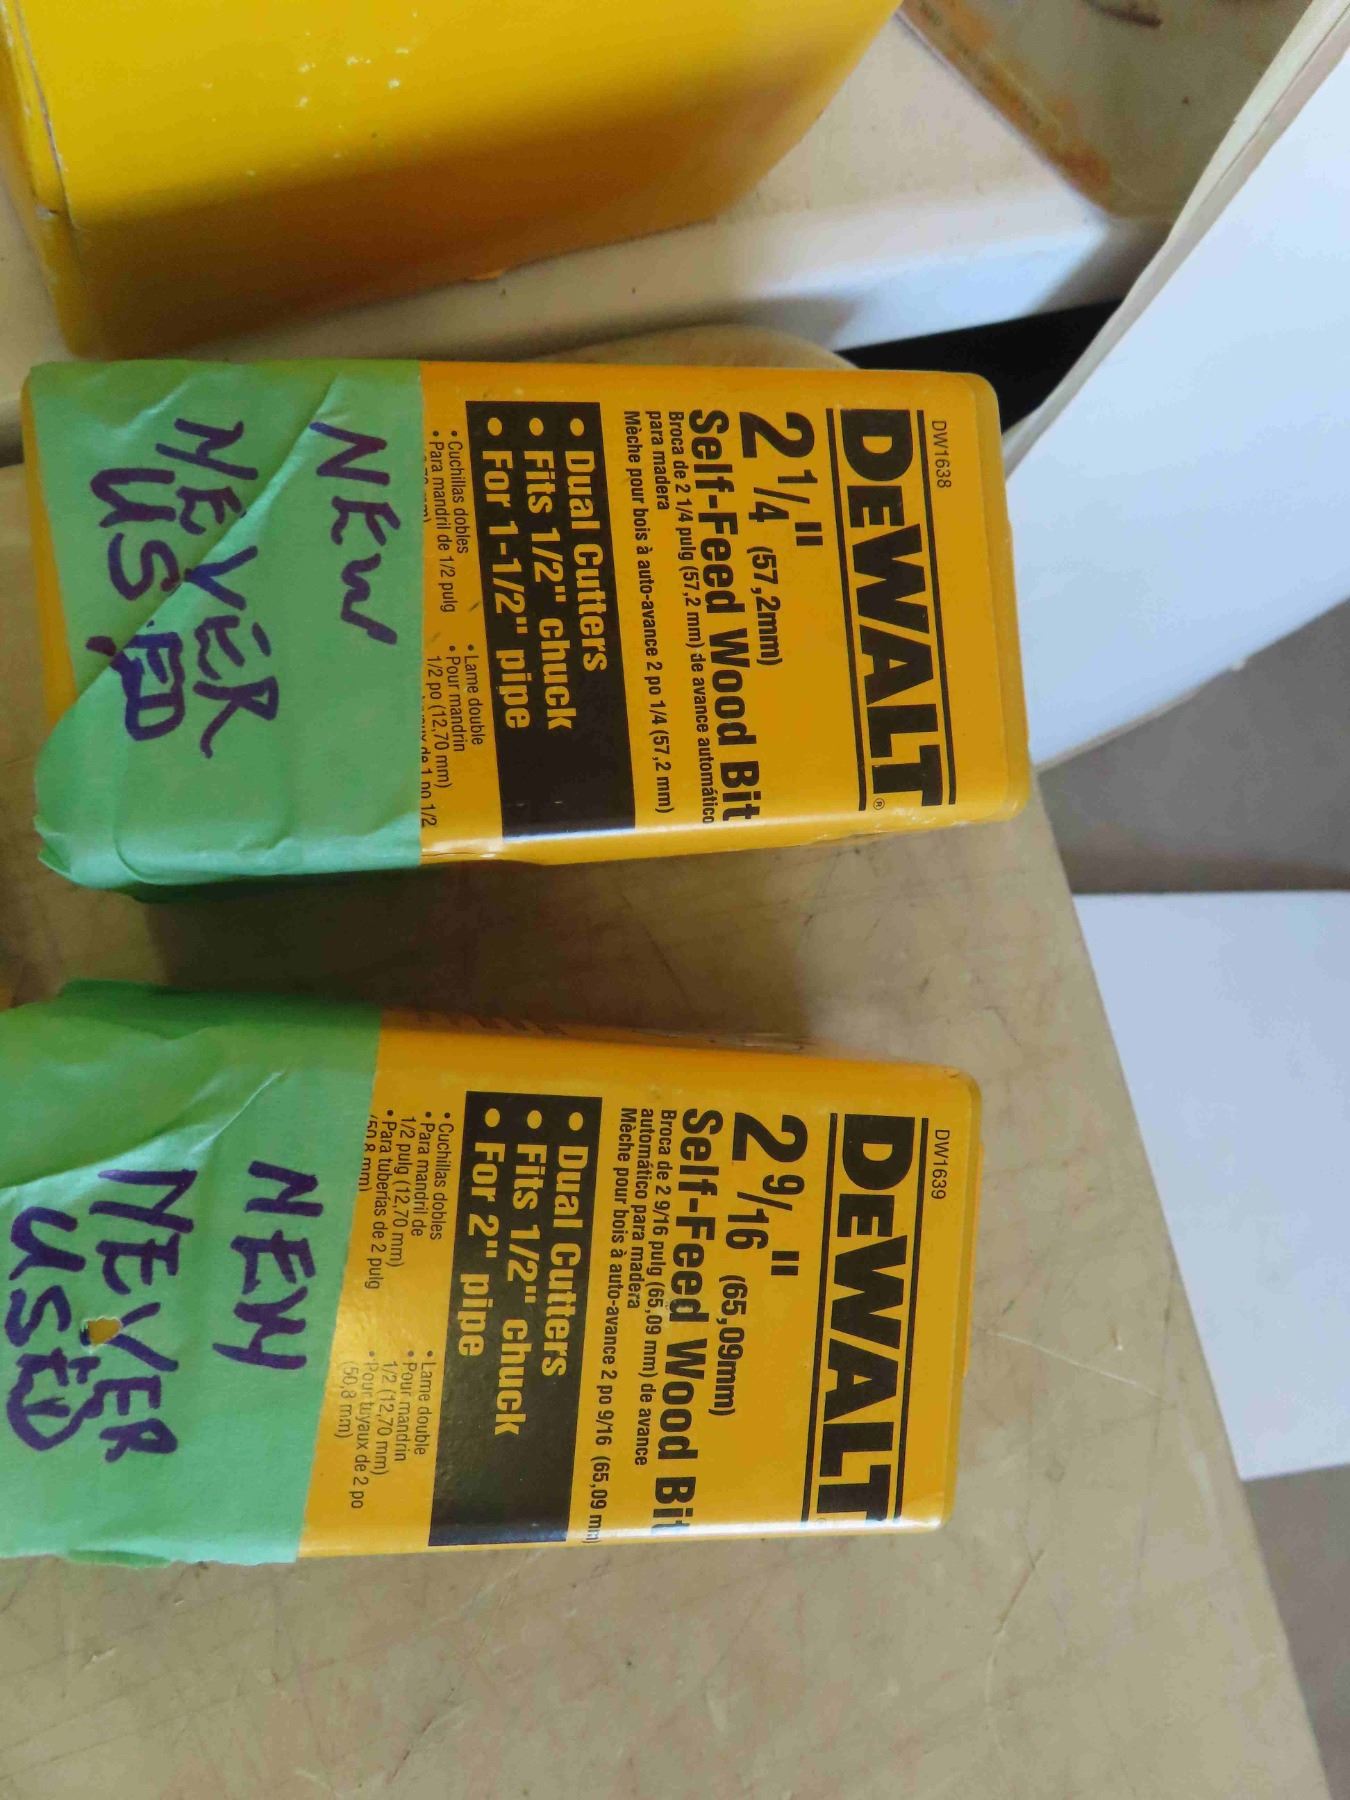 DW1638
DEWALT®
2 1/4" (57,2mm)
Self-Feed Wood Bit
Broca de 2 1/4 pulg (57,2 mm) de avance automático
para madera
Mèche pour bois à auto-avance 2 po 1/4 (57,2 mm)
• Dual Cutters
• Fits 1/2" chuck
• For 1-1/2" pipe
• Cuchillas dobles
• Para mandril de 1/2 pulg
• Lame double
• Pour mandrin
1/2 po (12,70 mm)
NEW
NEVER
USED
DW1639
DEWALT
2 9/16" (65,09mm)
Self-Feed Wood Bit
Broca de 2 9/16 pulg (65,09 mm) de avance
automático para madera
Mèche pour bois à auto-avance 2 po 9/16 (65,09 mm)
• Dual Cutters
• Fits 1/2" chuck
• For 2" pipe
• Cuchillas dobles
• Para mandril de
1/2 pulg (12,70 mm)
• Para tuberías de 2 pulg
(50,8 mm)
• Lame double
• Pour mandrin
1/2 (12,70 mm)
• Pour tuyaux de 2 po
(50,8 mm)
NEW
NEVER
USED